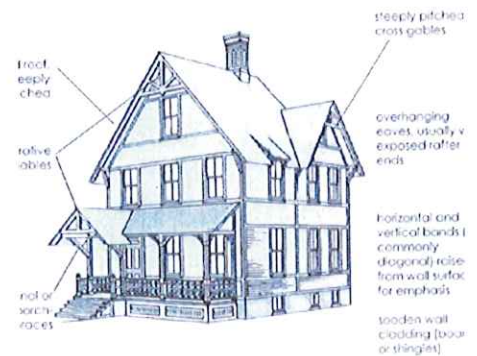 roof,
eeply
ched
rative
ables
nal or
races
steeply pitched
cross gables
overhanging
eaves, usually
exposed rafter
ends
horizontal and
vertical bands (
commonly
diagonal) raise
from wall surfac
for emphasis
wooden wall
cladding (boar
or shingles)